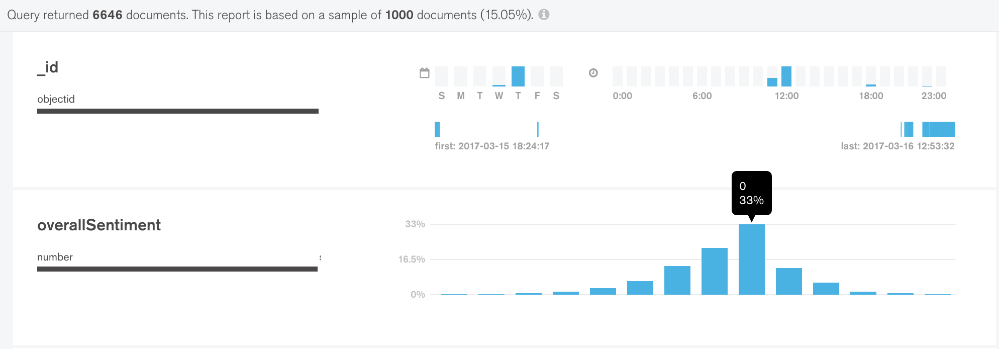 Query returned 6646 documents. This report is based on a sample of 1000 documents (15.05%).
_id
objectid
S M T W T F S
0:00 6:00 12:00 18:00 23:00
first: 2017-03-15 18:24:17
last: 2017-03-16 12:53:32
0
33%
overallSentiment
number
33%
16.5%
0%